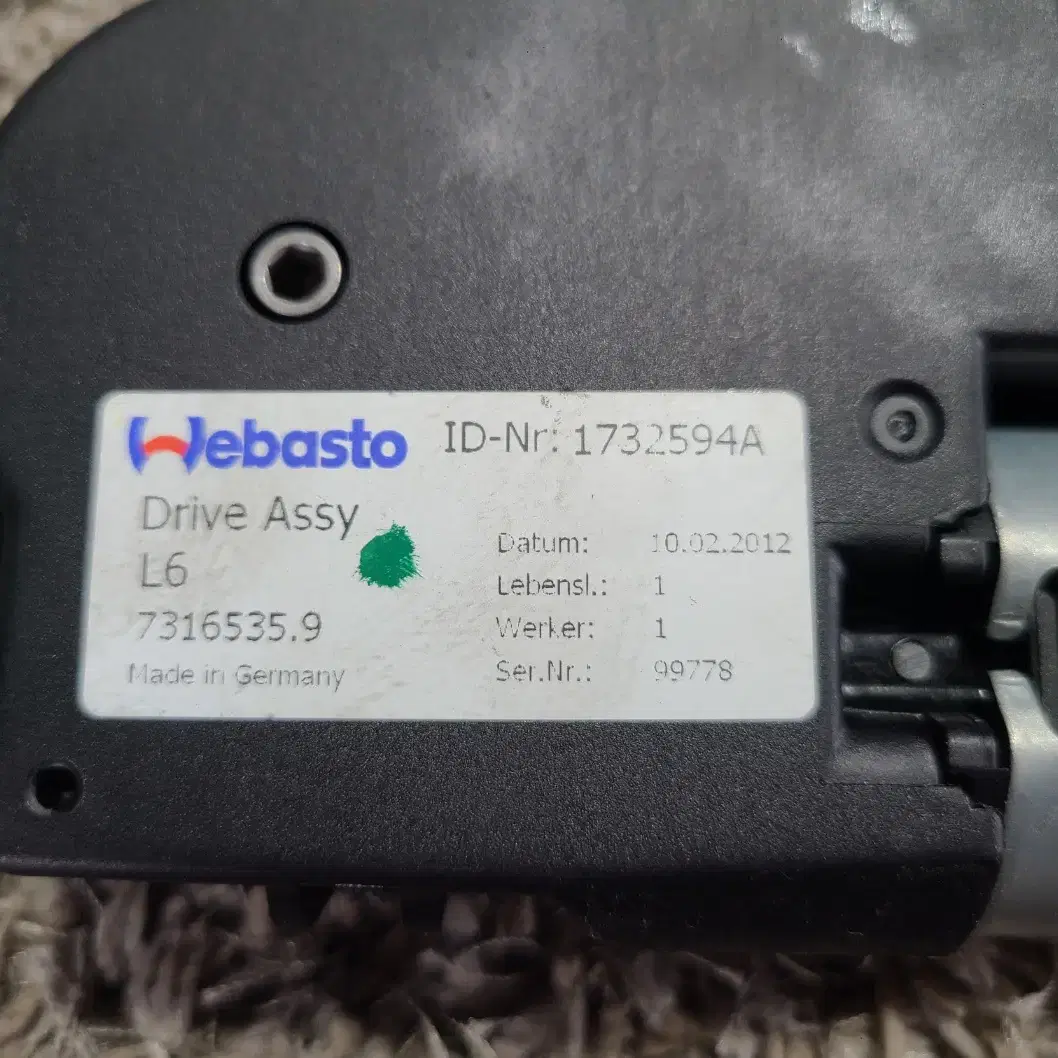 Webasto ID-Nr: 1732594A
Drive Assy
L6
7316535.9
Made in Germany
Datum: 10.02.2012
Lebensl.: 1
Werker: 1
Ser.Nr.: 99778